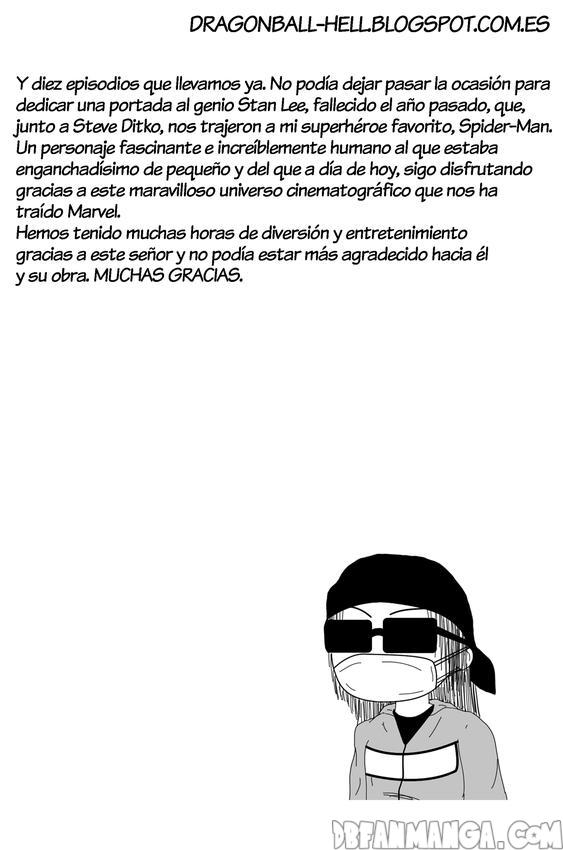 DRAGONBALL-HELL.BLOGSPOT.COM.ES
Y diez episodios que llevamos ya. No podía dejar pasar la ocasión para
dedicar una portada al genio Stan Lee, fallecido el año pasado, que,
junto a Steve Ditko, nos trajeron a mi superhéroe favorito, Spider-Man.
Un personaje fascinante e increíblemente humano al que estaba
enganchadísimo de pequeño y del que a día de hoy, sigo disfrutando
gracias a este maravilloso universo cinematográfico que nos ha
traído Marvel.
Hemos tenido muchas horas de diversión y entretenimiento
gracias a este señor y no podía estar más agradecido hacia él
y su obra. MUCHAS GRACIAS.
DBFANMANGA.COM